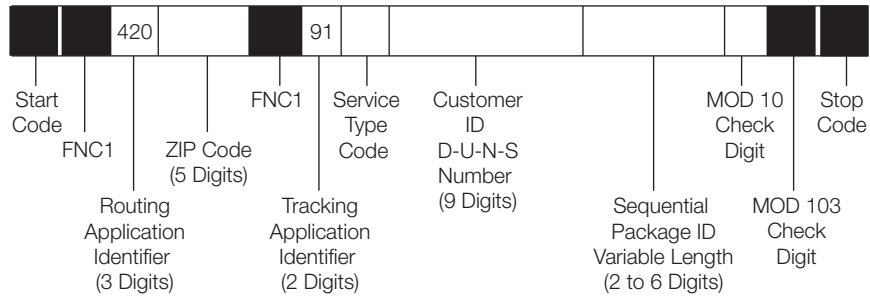 420
91
Start
Code
FNC1
Routing
Application
Identifier
(3 Digits)
ZIP Code
(5 Digits)
FNC1
Tracking
Application
Identifier
(2 Digits)
Service
Type
Code
Customer
ID
D-U-N-S
Number
(9 Digits)
Sequential
Package ID
Variable Length
(2 to 6 Digits)
MOD 10
Check
Digit
MOD 103
Check
Digit
Stop
Code